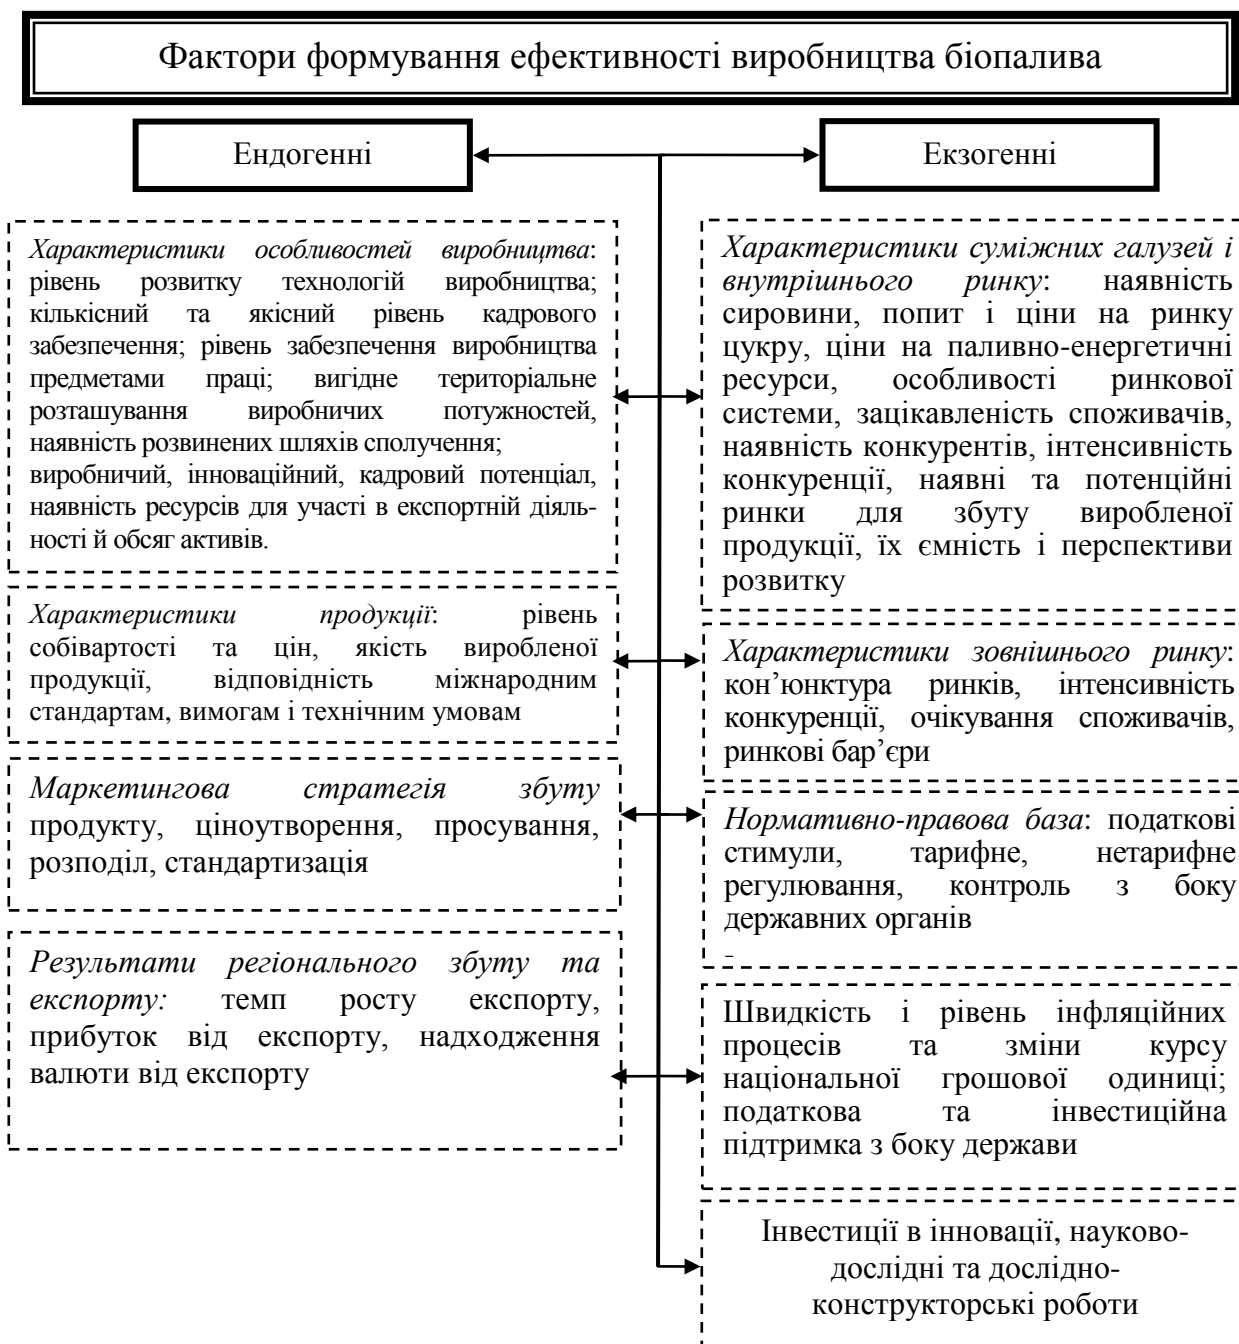 Фактори формування ефективності виробництва біопалива
Ендогенні
Екзогенні
Характеристики особливостей виробництва:
рівень розвитку технологій виробництва;
кількісний та якісний рівень кадрового
забезпечення; рівень забезпечення виробництва
предметами праці; вигідне територіальне
розташування виробничих потужностей,
наявність розвинених шляхів сполучення;
виробничий, інноваційний, кадровий потенціал,
наявність ресурсів для участі в експортній діяль-
ності й обсяг активів.
Характеристики продукції: рівень
собівартості та цін, якість виробленої
продукції, відповідність міжнародним
стандартам, вимогам і технічним умовам
Маркетингова стратегія збуту
продукту, ціноутворення, просування,
розподіл, стандартизація
Результати регіонального збуту та
експорту: темп росту експорту,
прибуток від експорту, надходження
валюти від експорту
Характеристики суміжних галузей і
внутрішнього ринку: наявність
сировини, попит і ціни на ринку
цукру, ціни на паливно-енергетичні
ресурси, особливості ринкової
системи, зацікавленість споживачів,
наявність конкурентів, інтенсивність
конкуренції, наявні та потенційні
ринки для збуту виробленої
продукції, їх ємність і перспективи
розвитку
Характеристики зовнішнього ринку:
кон’юнктура ринків, інтенсивність
конкуренції, очікування споживачів,
ринкові бар’єри
Нормативно-правова база: податкові
стимули, тарифне, нетарифне
регулювання, контроль з боку
державних органів
-
Швидкість і рівень інфляційних
процесів та зміни курсу
національної грошової одиниці;
податкова та інвестиційна
підтримка з боку держави
Інвестиції в інновації, науково-
дослідні та дослідно-
конструкторські роботи